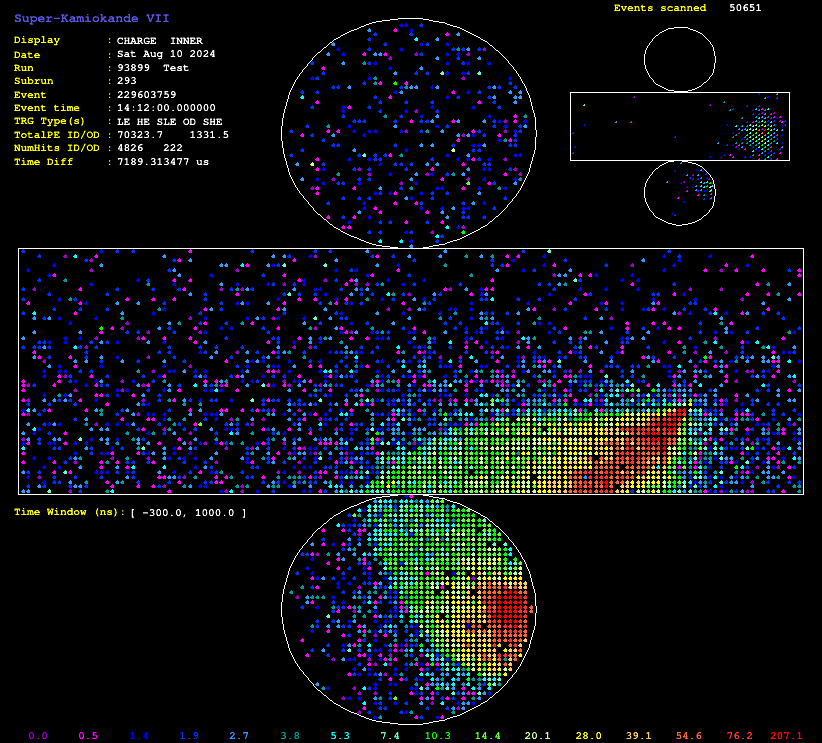 Super-Kamiokande VII
Events scanned 50651
Display : CHARGE INNER
Date : Sat Aug 10 2024
Run : 93899 Test
Subrun : 293
Event : 229603759
Event time : 14:12:00.000000
TRG Type(s) : LE HE SLE OD SHE
TotalPE ID/OD : 70323.7 1331.5
NumHits ID/OD : 4826 222
Time Diff : 7189.313477 us
Time Window (ns): [ -300.0, 1000.0 ]
0.0 0.5 1.4 1.9 2.7 3.8 5.3 7.4 10.3 14.4 20.1 28.0 39.1 54.6 76.2 207.1